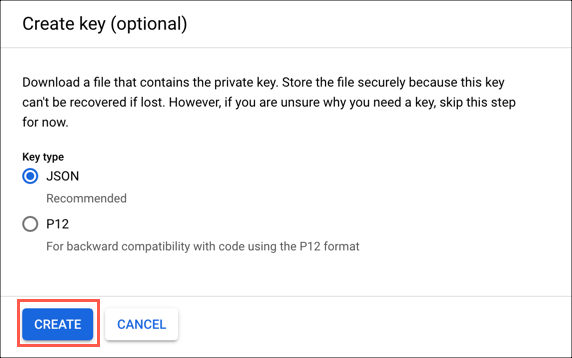 Create key (optional)
Download a file that contains the private key. Store the file securely because this key
can't be recovered if lost. However, if you are unsure why you need a key, skip this step
for now.
Key type
JSON
Recommended
P12
For backward compatibility with code using the P12 format
CREATE CANCEL